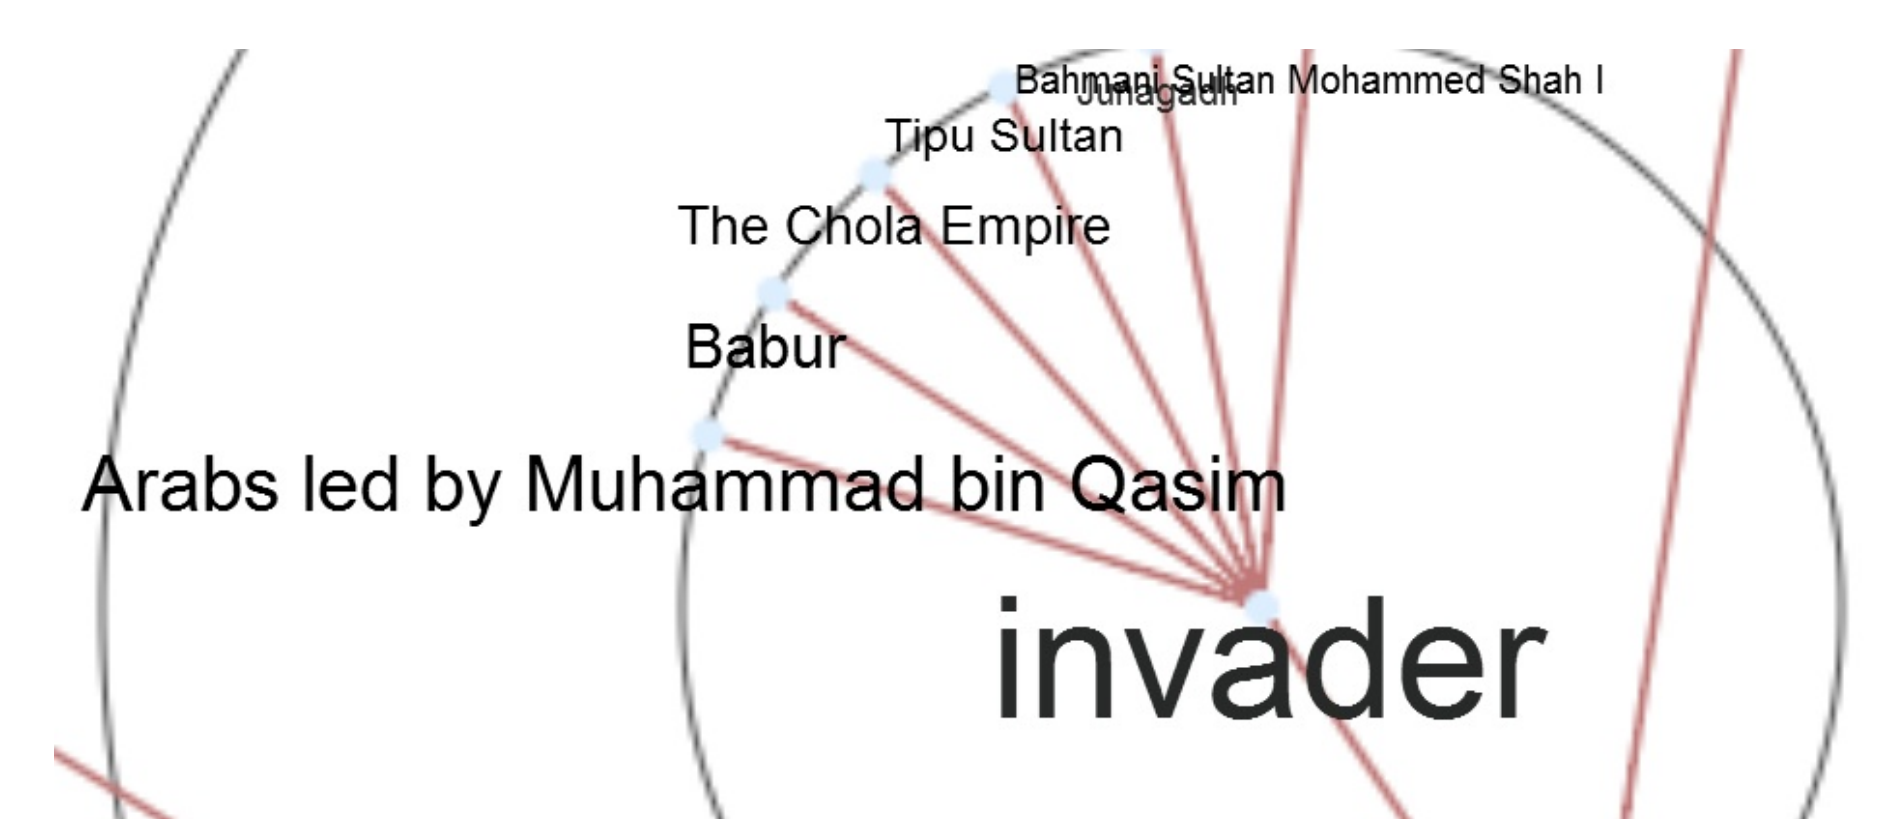 Bahmani Sultan Mohammed Shah I
Junagadh
Tipu Sultan
The Chola Empire
Babur
Arabs led by Muhammad bin Qasim
invader